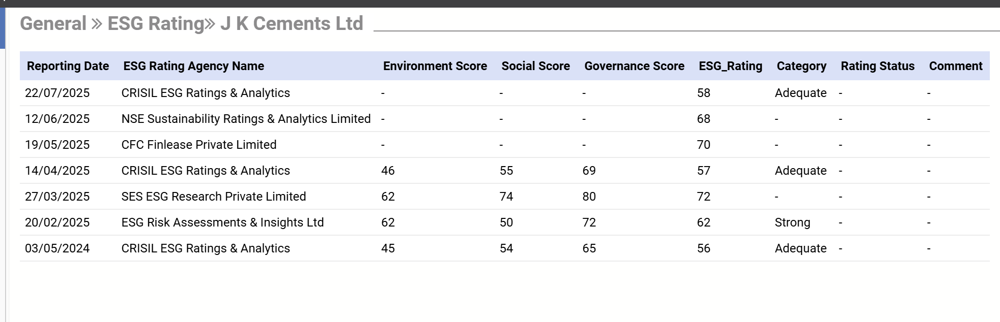 General » ESG Rating» J K Cements Ltd
Reporting Date ESG Rating Agency Name Environment Score Social Score Governance Score ESG_Rating Category Rating Status Comment
22/07/2025 CRISIL ESG Ratings & Analytics - - - 58 Adequate - -
12/06/2025 NSE Sustainability Ratings & Analytics Limited - - - 68 - - -
19/05/2025 CFC Finlease Private Limited - - - 70 - - -
14/04/2025 CRISIL ESG Ratings & Analytics 46 55 69 57 Adequate - -
27/03/2025 SES ESG Research Private Limited 62 74 80 72 - - -
20/02/2025 ESG Risk Assessments & Insights Ltd 62 50 72 62 Strong - -
03/05/2024 CRISIL ESG Ratings & Analytics 45 54 65 56 Adequate - -